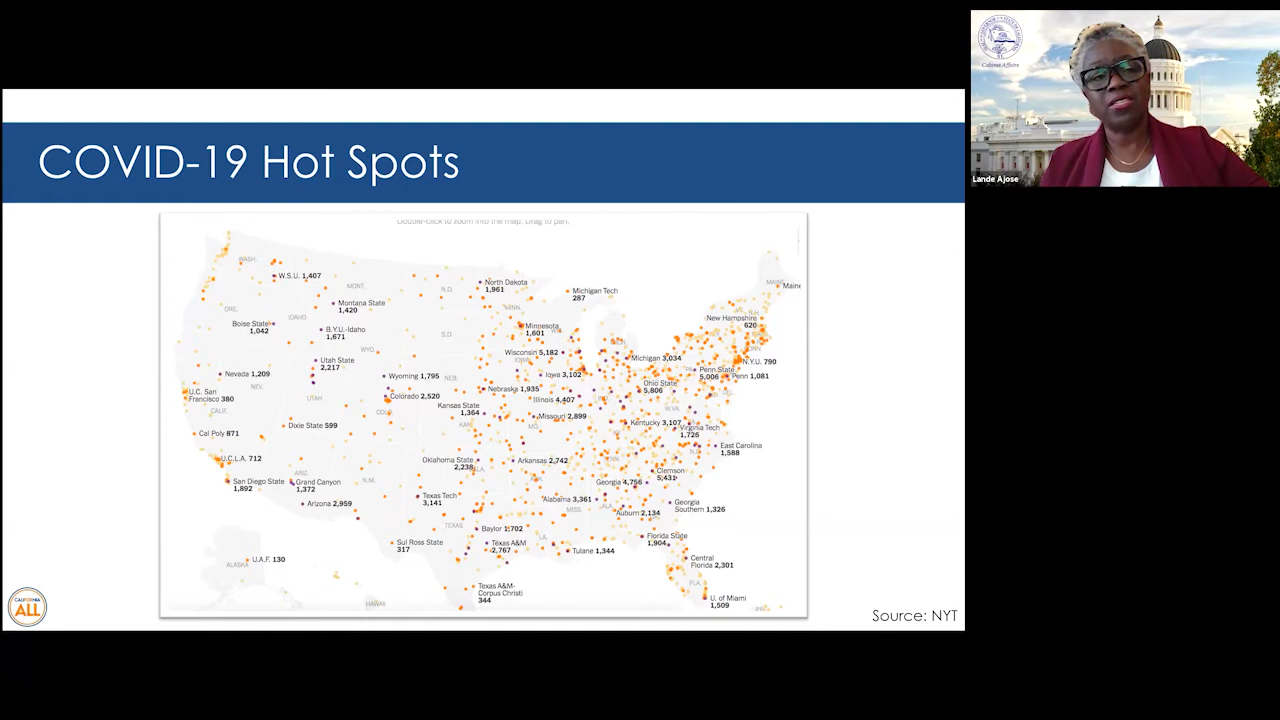 COVID-19 Hot Spots
Double-click to zoom into the map. Drag to pan.
WASH.
W.S.U. 1,407
MONT.
N.D.
North Dakota
1,961
Michigan Tech
287
MAINE
Maine
ORE.
IDAHO
Montana State
1,420
MINN.
New Hampshire
620
Boise State
1,042
B.Y.U.-Idaho
1,671
S.D.
Minnesota
1,601
WYO.
Wisconsin 5,182
IOWA
Michigan 3,034
N.Y.U. 790
Utah State
2,217
Nevada 1,209
NEV.
Wyoming 1,795
NEB.
Iowa 3,102
Penn State
5,006
Penn 1,081
Ohio State
5,806
U.C. San
Francisco 380
UTAH
Colorado 2,520
Nebraska 1,935
Illinois 4,407
CALIF.
COLO.
Kansas State
1,364
KAN.
Missouri 2,899
MO.
W.VA.
Kentucky 3,107
Virginia Tech
1,726
Cal Poly 871
Dixie State 599
East Carolina
1,588
N.C.
U.C.L.A. 712
ARIZ.
N.M.
Oklahoma State
2,238
Arkansas 2,742
TENN.
Clemson
5,431
San Diego State
1,892
Grand Canyon
1,372
Georgia 4,756
Arizona 2,959
Texas Tech
3,141
Alabama 3,361
MISS.
ALA.
Auburn 2,134
Georgia
Southern 1,326
TEXAS
Baylor 1,702
LA.
Florida State
1,904
Sul Ross State
317
Texas A&M
2,767
Tulane 1,344
U.A.F. 130
ALASKA
Central
Florida 2,301
FLA.
Texas A&M-
Corpus Christi
344
HAWAII
U. of Miami
1,509
CALIFORNIA
ALL
Source: NYT
Cabinet Affairs
Lande Ajose